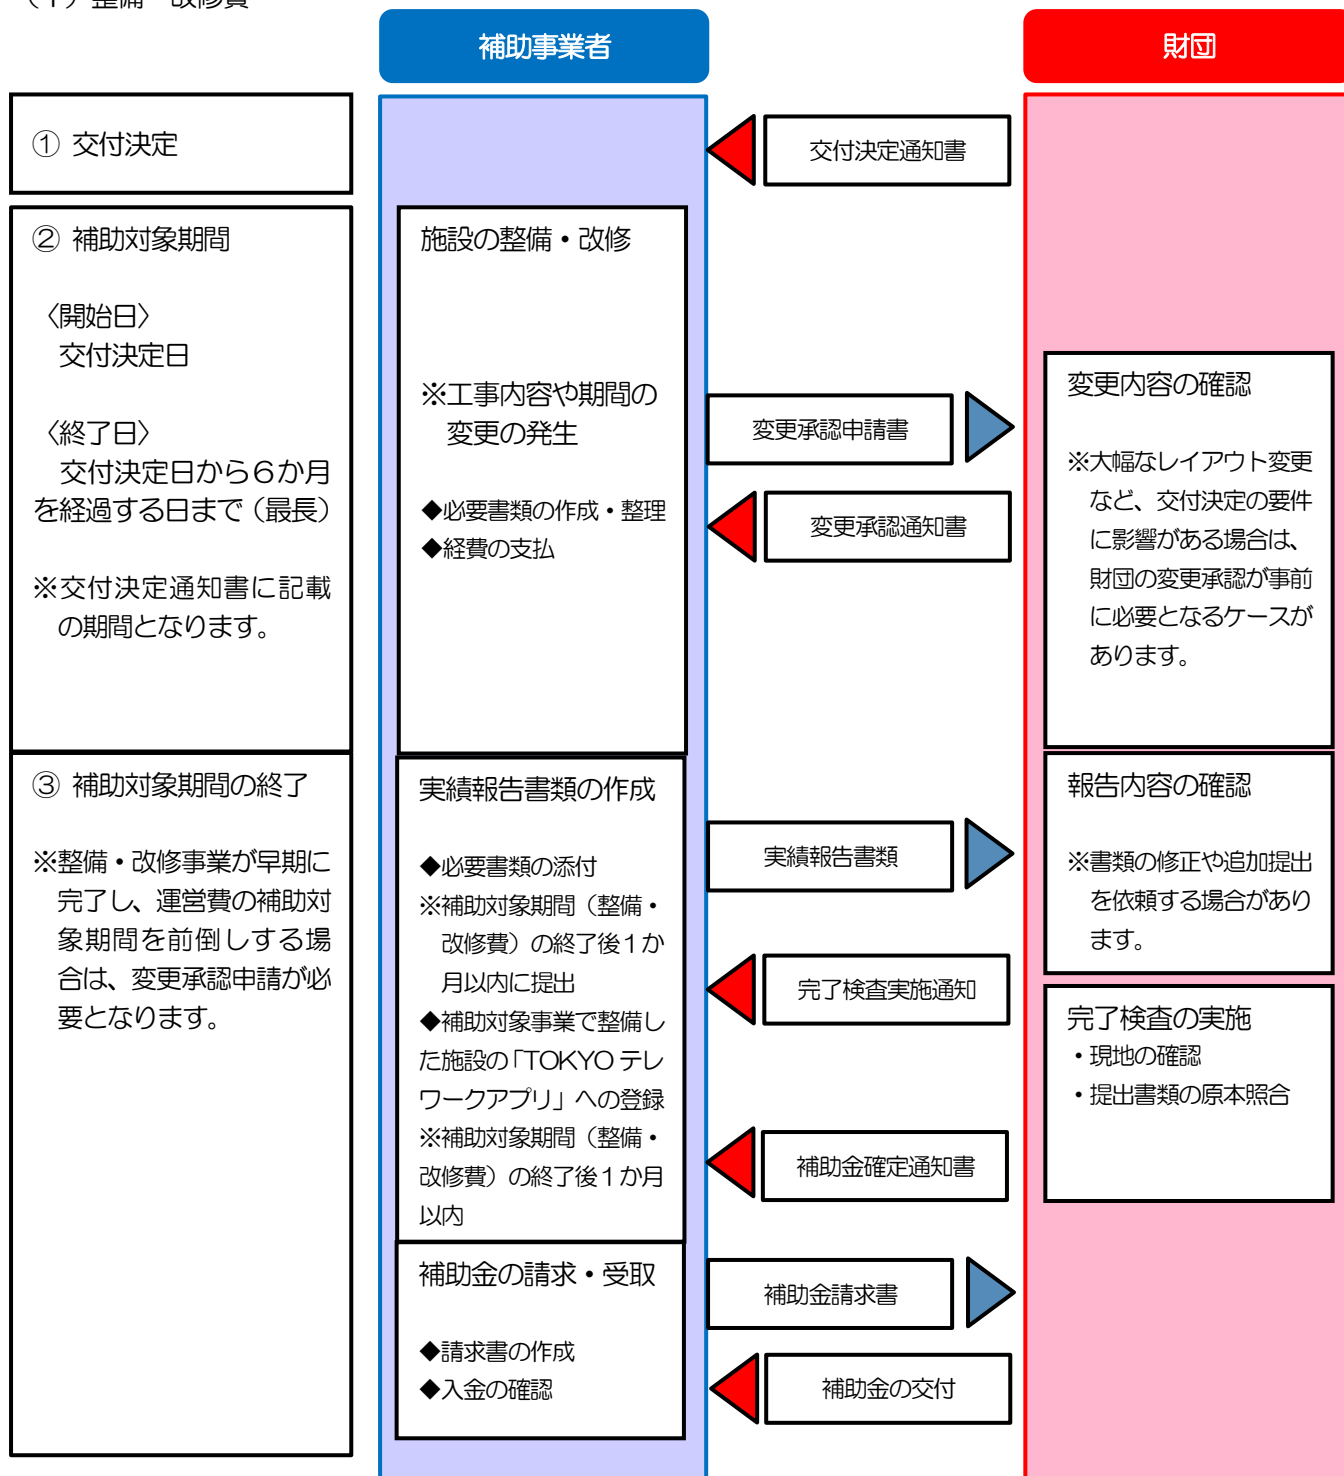 （１）整備・改修費
補助事業者
財団
① 交付決定
交付決定通知書
② 補助対象期間
〈開始日〉
交付決定日
〈終了日〉
交付決定日から６か月
を経過する日まで（最長）
※交付決定通知書に記載
の期間となります。
施設の整備・改修
※工事内容や期間の
変更の発生
◆必要書類の作成・整理
◆経費の支払
変更承認申請書
変更承認通知書
変更内容の確認
※大幅なレイアウト変更
など、交付決定の要件
に影響がある場合は、
財団の変更承認が事前
に必要となるケースが
あります。
③ 補助対象期間の終了
※整備・改修事業が早期に
完了し、運営費の補助対
象期間を前倒しする場
合は、変更承認申請が必
要となります。
実績報告書類の作成
◆必要書類の添付
※補助対象期間（整備・
改修費）の終了後１か
月以内に提出
◆補助対象事業で整備し
た施設の「TOKYO テレ
ワークアプリ」への登録
※補助対象期間（整備・
改修費）の終了後１か月
以内
実績報告書類
完了検査実施通知
補助金確定通知書
報告内容の確認
※書類の修正や追加提出
を依頼する場合があり
ます。
完了検査の実施
・現地の確認
・提出書類の原本照合
補助金の請求・受取
◆請求書の作成
◆入金の確認
補助金請求書
補助金の交付